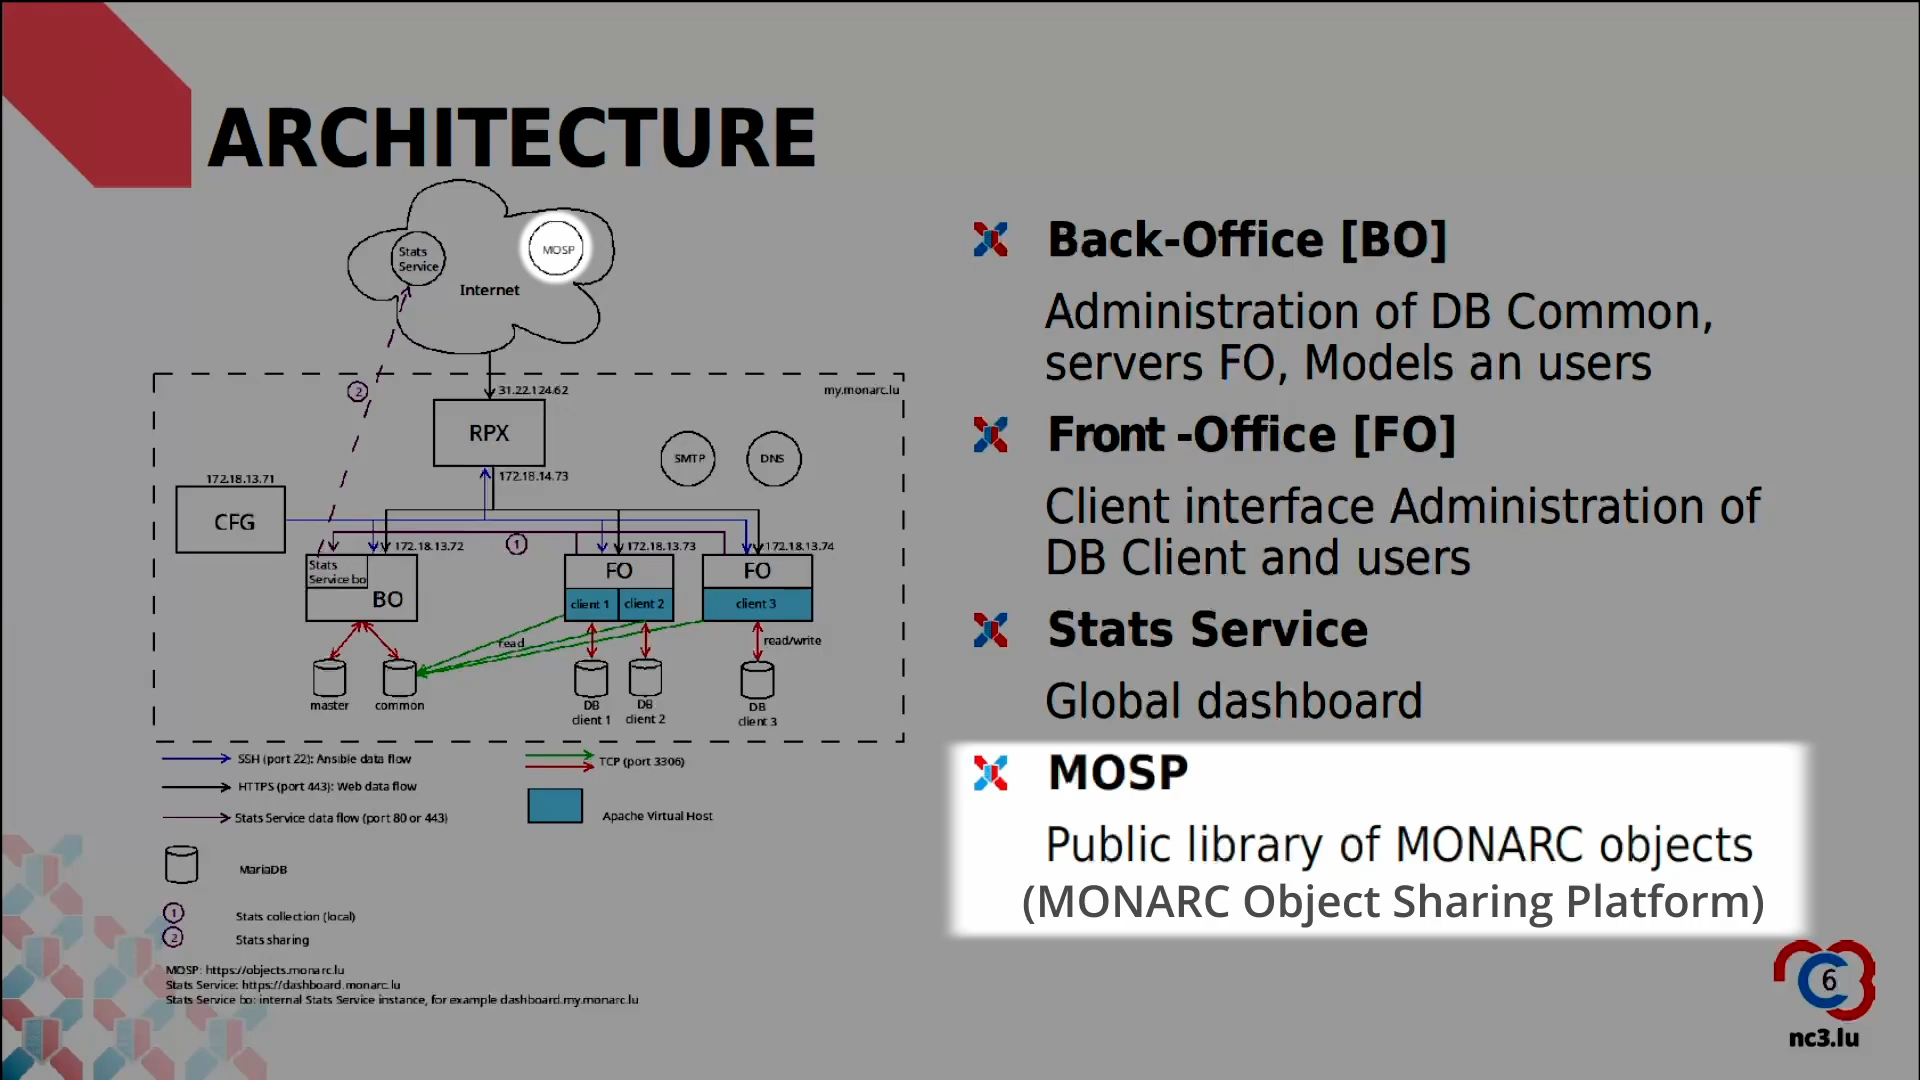 ARCHITECTURE
Stats
Service
MOSP
Internet
2
31.22.124.62
my.monarc.lu
RPX
SMTP
DNS
172.18.14.73
172.18.13.71
CFG
172.18.13.72
1
172.18.13.73
172.18.13.74
Stats
Service bo
BO
FO
FO
client 1
client 2
client 3
read
read/write
master
common
DB
client 1
DB
client 2
DB
client 3
SSH (port 22): Ansible data flow
TCP (port 3306)
HTTPS (port 443): Web data flow
Stats Service data flow (port 80 or 443)
Apache Virtual Host
MariaDB
1
Stats collection (local)
2
Stats sharing
MOSP: https://objects.monarc.lu
Stats Service: https://dashboard.monarc.lu
Stats Service bo: internal Stats Service instance, for example dashboard.my.monarc.lu
Back-Office [BO]
Administration of DB Common,
servers FO, Models an users
Front -Office [FO]
Client interface Administration of
DB Client and users
Stats Service
Global dashboard
MOSP
Public library of MONARC objects
(MONARC Object Sharing Platform)
6
nc3.lu